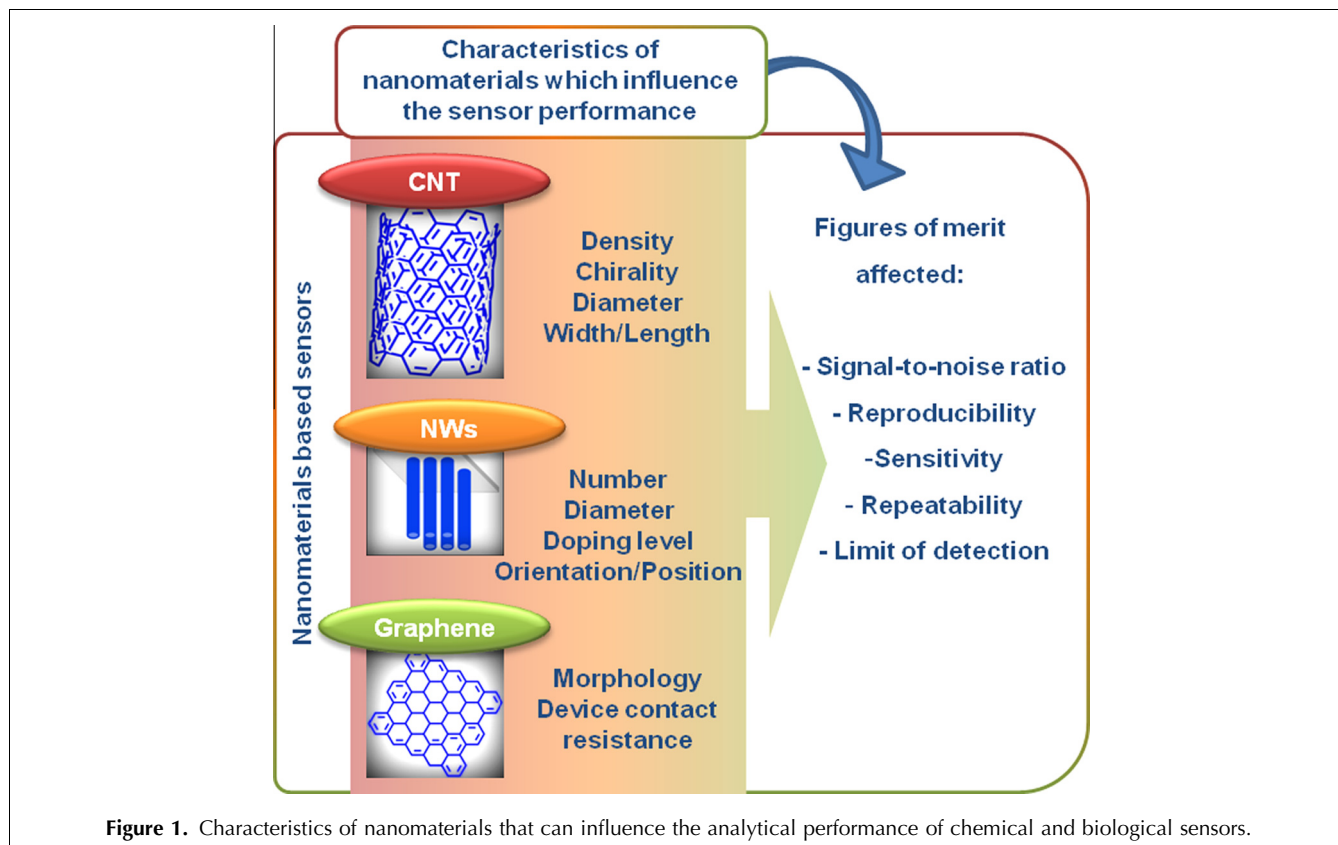 Characteristics of
nanomaterials which influence
the sensor performance
Nanomaterials based sensors
CNT
Density
Chirality
Diameter
Width/Length
NWs
Number
Diameter
Doping level
Orientation/Position
Graphene
Morphology
Device contact
resistance
Figures of merit
affected:
- Signal-to-noise ratio
- Reproducibility
-Sensitivity
- Repeatability
- Limit of detection
Figure 1. Characteristics of nanomaterials that can influence the analytical performance of chemical and biological sensors.